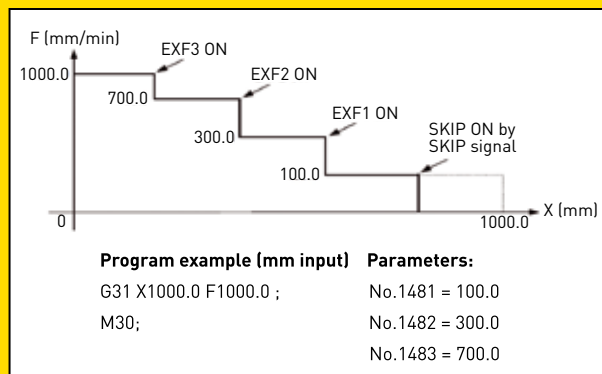 F (mm/min)
1000.0
EXF3 ON
700.0
EXF2 ON
300.0
EXF1 ON
100.0
SKIP ON by
SKIP signal
0
1000.0
X (mm)
Program example (mm input) Parameters:
G31 X1000.0 F1000.0 ; No.1481 = 100.0
M30; No.1482 = 300.0
No.1483 = 700.0